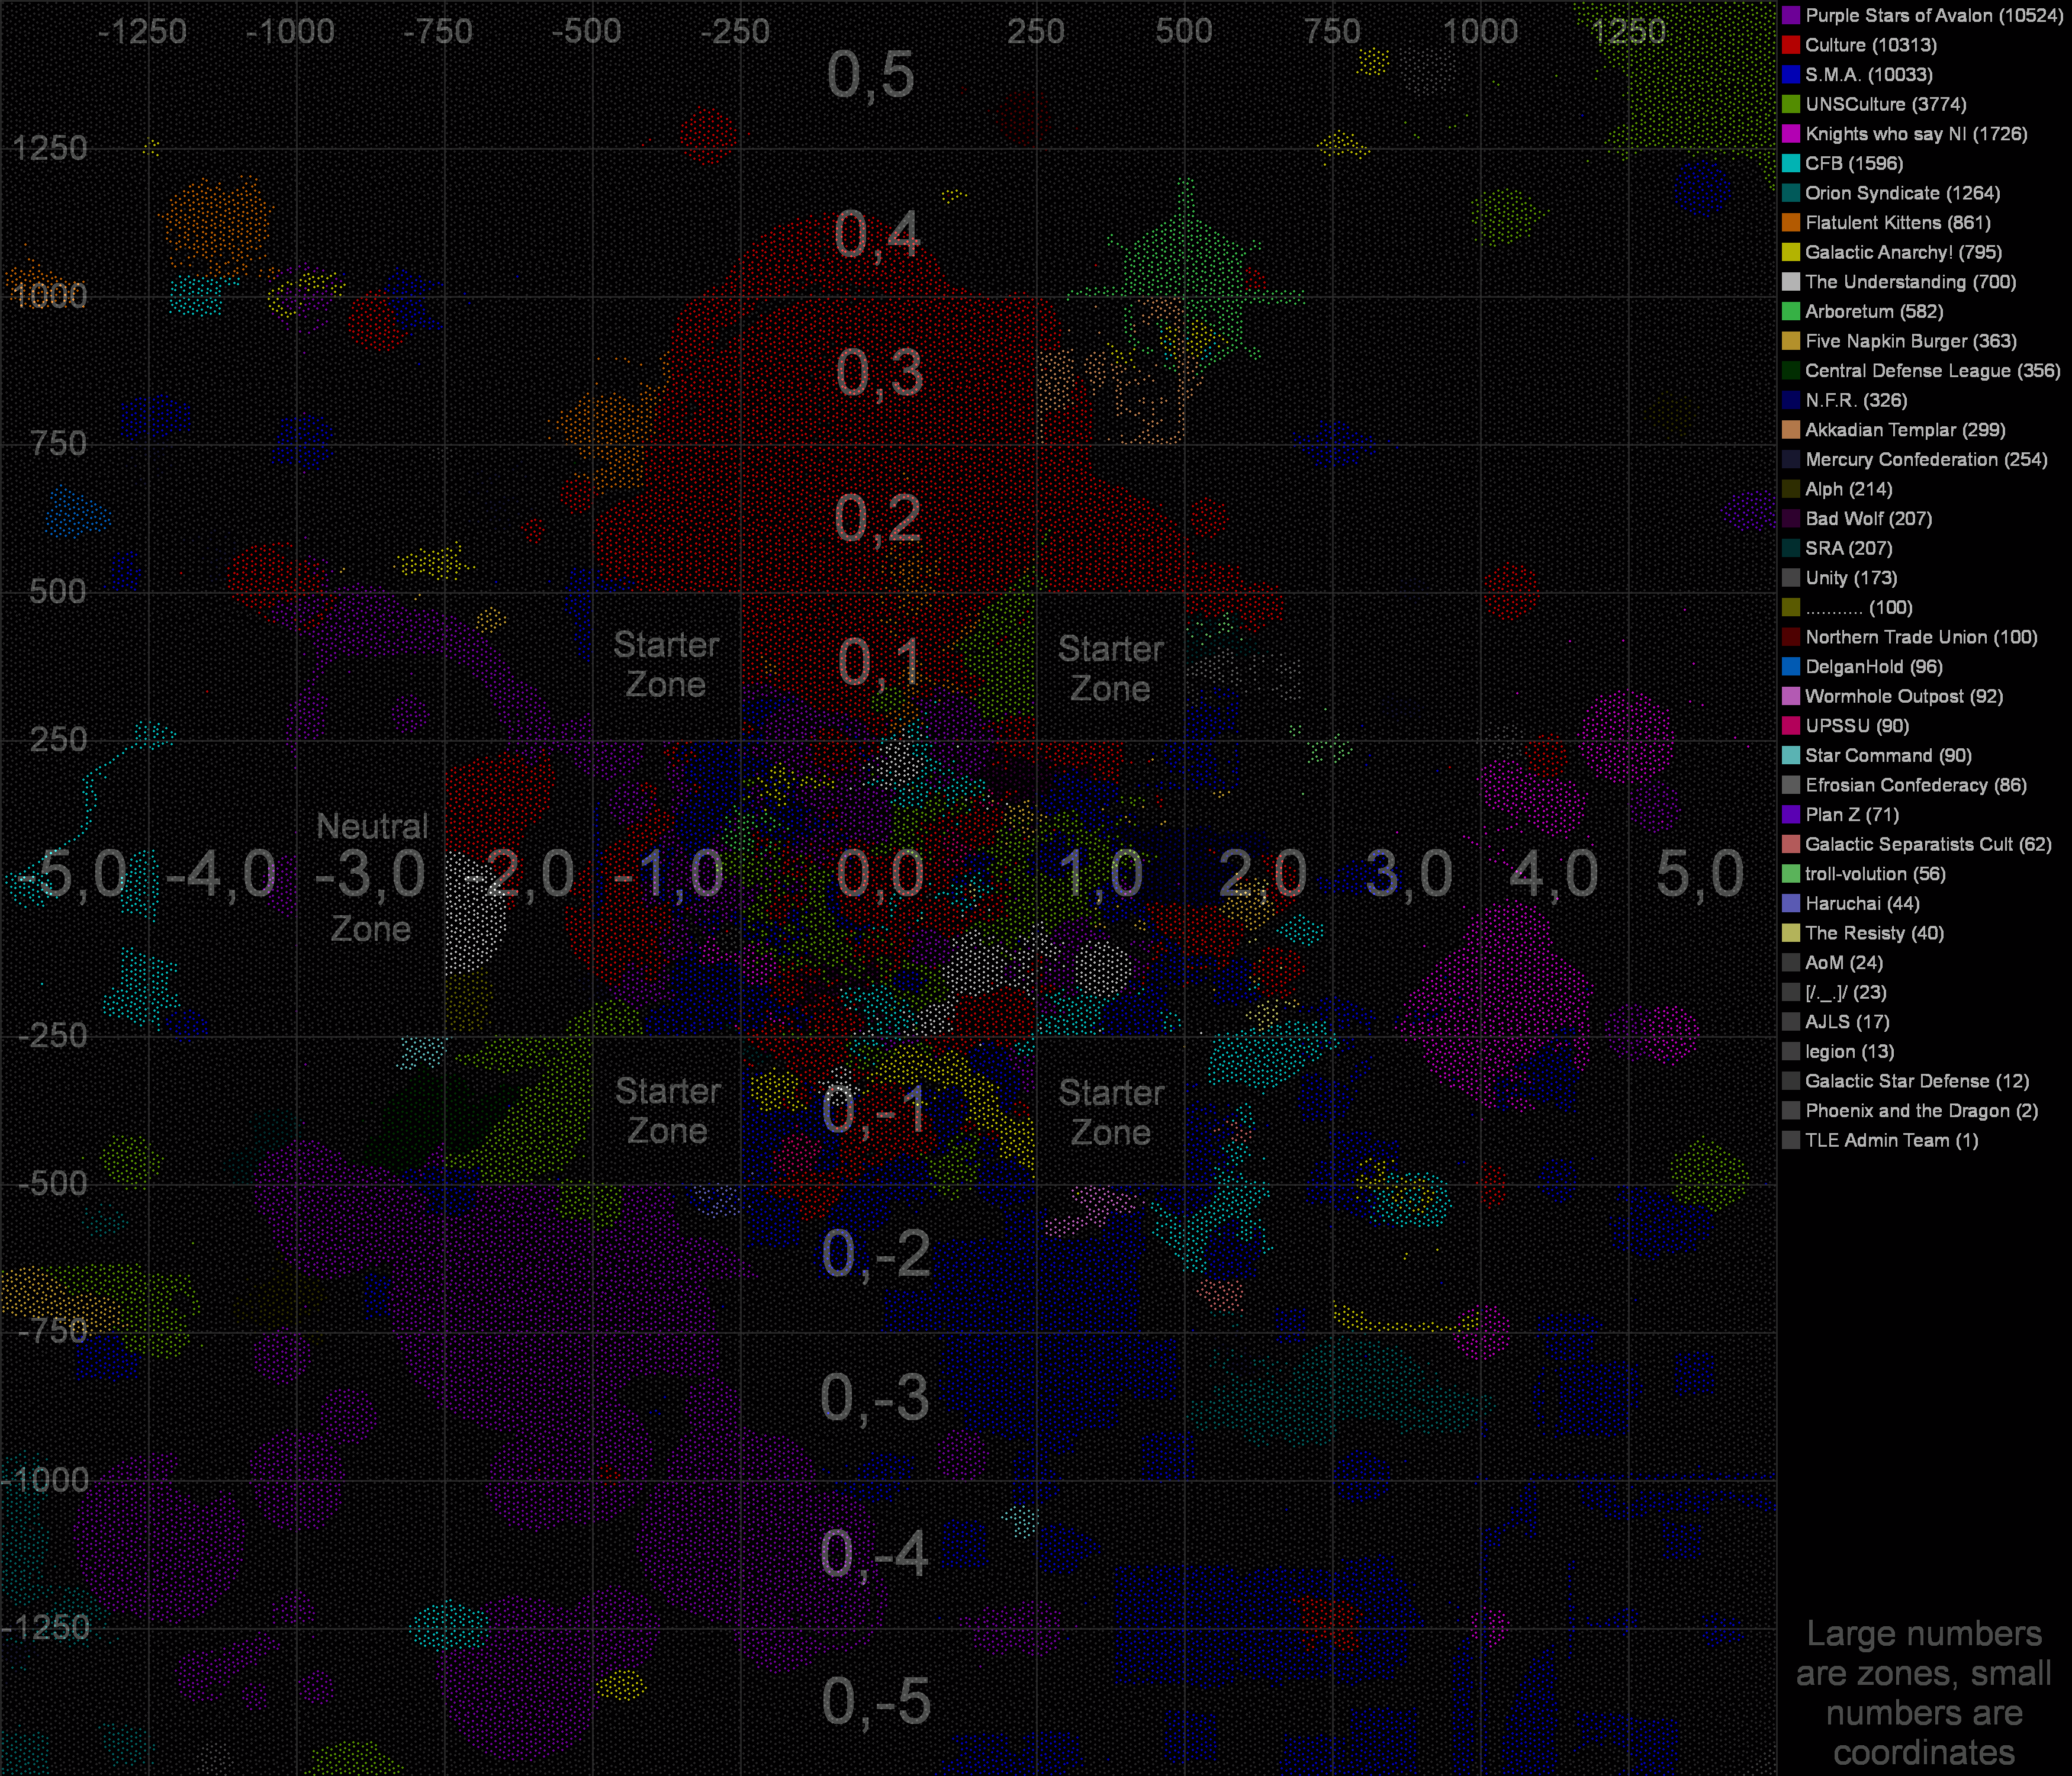 -1250 -1000 -750 -500 -250 250 500 750 1000 1250
0,5
1250
0,4
1000
0,3
750
0,2
500
Starter
Zone
0,1
Starter
Zone
250
Neutral
Zone
-5,0 -4,0 -3,0 -2,0 -1,0 0,0 1,0 2,0 3,0 4,0 5,0
-250
Starter
Zone
0,-1
Starter
Zone
-500
0,-2
-750
0,-3
-1000
0,-4
-1250
0,-5
Purple Stars of Avalon (10524)
Culture (10313)
S.M.A. (10033)
UNSCulture (3774)
Knights who say NI (1726)
CFB (1596)
Orion Syndicate (1264)
Flatulent Kittens (861)
Galactic Anarchy! (795)
The Understanding (700)
Arboretum (582)
Five Napkin Burger (363)
Central Defense League (356)
N.F.R. (326)
Akkadian Templar (299)
Mercury Confederation (254)
Alph (214)
Bad Wolf (207)
SRA (207)
Unity (173)
........... (100)
Northern Trade Union (100)
DelganHold (96)
Wormhole Outpost (92)
UPSSU (90)
Star Command (90)
Efrosian Confederacy (86)
Plan Z (71)
Galactic Separatists Cult (62)
troll-volution (56)
Haruchai (44)
The Resisty (40)
AoM (24)
[/._.]/ (23)
AJLS (17)
legion (13)
Galactic Star Defense (12)
Phoenix and the Dragon (2)
TLE Admin Team (1)
Large numbers
are zones, small
numbers are
coordinates